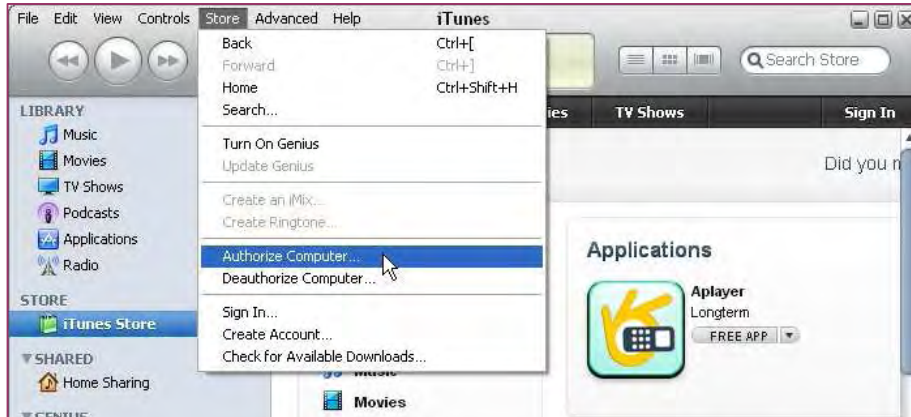 File Edit View Controls Store Advanced Help iTunes
Back Ctrl+[
Forward Ctrl+]
Home Ctrl+Shift+H
Search...
Turn On Genius
Update Genius
Create an iMix...
Create Ringtone...
Authorize Computer...
Deauthorize Computer...
Sign In...
Create Account...
Check for Available Downloads...
Search Store
LIBRARY
Music
Movies
TV Shows
Podcasts
Applications
Radio
STORE
iTunes Store
SHARED
Home Sharing
GENIUS
TV Shows Sign In
Did you
Applications
Aplayer
Longterm
FREE APP
Music
Movies